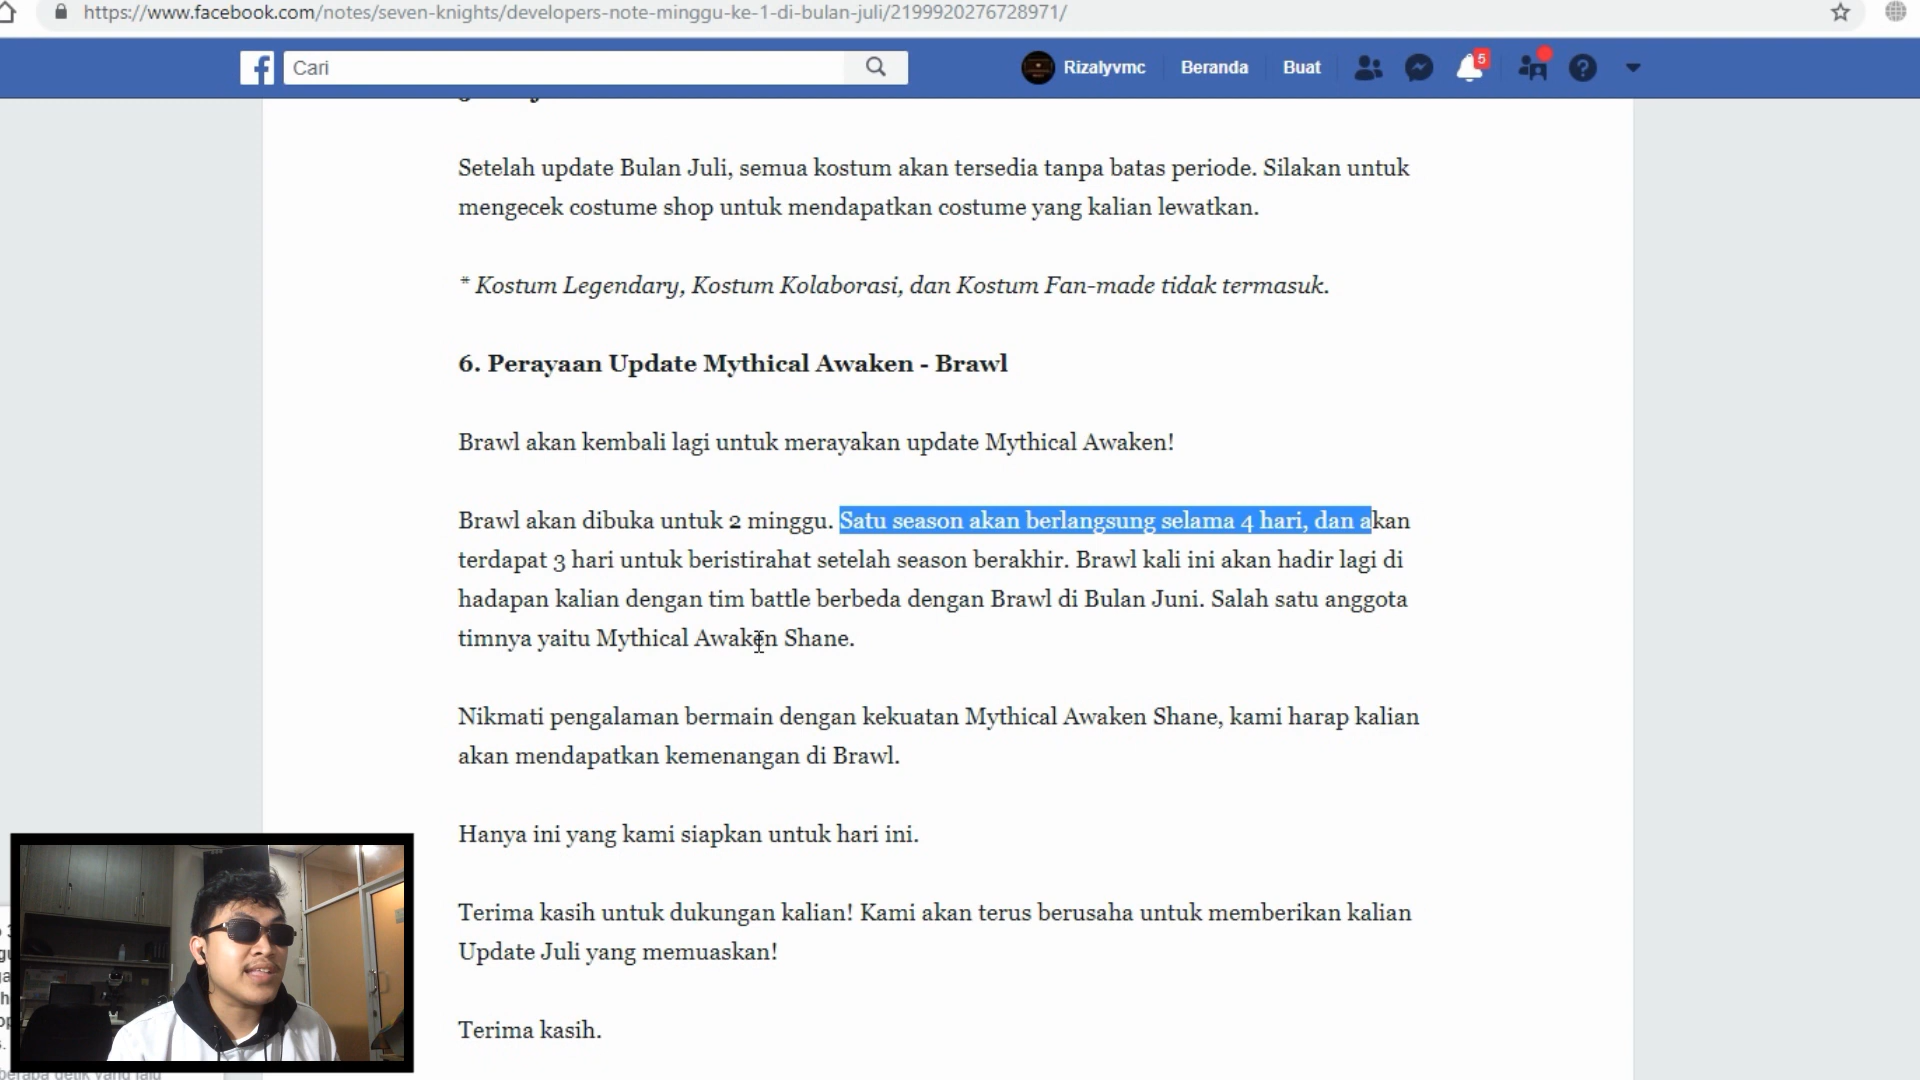 https://www.facebook.com/notes/seven-knights/developers-note-minggu-ke-1-di-bulan-juli/2199920276728971/
Cari
Rizalyvmc
Beranda
Buat
5
Setelah update Bulan Juli, semua kostum akan tersedia tanpa batas periode. Silakan untuk
mengecek costume shop untuk mendapatkan costume yang kalian lewatkan.
* Kostum Legendary, Kostum Kolaborasi, dan Kostum Fan-made tidak termasuk.
6. Perayaan Update Mythical Awaken - Brawl
Brawl akan kembali lagi untuk merayakan update Mythical Awaken!
Brawl akan dibuka untuk 2 minggu. Satu season akan berlangsung selama 4 hari, dan akan
terdapat 3 hari untuk beristirahat setelah season berakhir. Brawl kali ini akan hadir lagi di
hadapan kalian dengan tim battle berbeda dengan Brawl di Bulan Juni. Salah satu anggota
timnya yaitu Mythical Awaken Shane.
Nikmati pengalaman bermain dengan kekuatan Mythical Awaken Shane, kami harap kalian
akan mendapatkan kemenangan di Brawl.
Hanya ini yang kami siapkan untuk hari ini.
Terima kasih untuk dukungan kalian! Kami akan terus berusaha untuk memberikan kalian
Update Juli yang memuaskan!
Terima kasih.